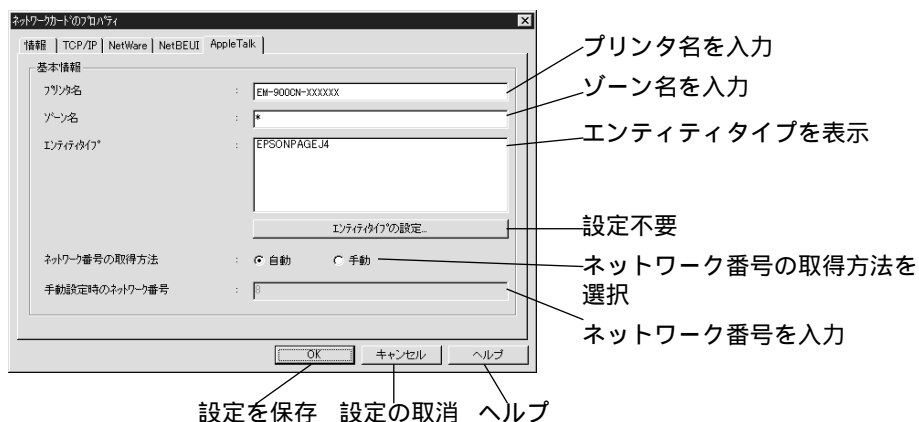 ネットワークカードのプロパティ
情報 TCP/IP NetWare NetBEUI AppleTalk
基本情報
プリンタ名 : EM-900CN-XXXXXX
ゾーン名 : *
エンティティタイプ : EPSONPAGEJ4
エンティティタイプの設定...
ネットワーク番号の取得方法 : 自動 手動
手動設定時のネットワーク番号 : 8
OK キャンセル ヘルプ
プリンタ名を入力
ゾーン名を入力
エンティティタイプを表示
設定不要
ネットワーク番号の取得方法を
選択
ネットワーク番号を入力
設定を保存 設定の取消 ヘルプ